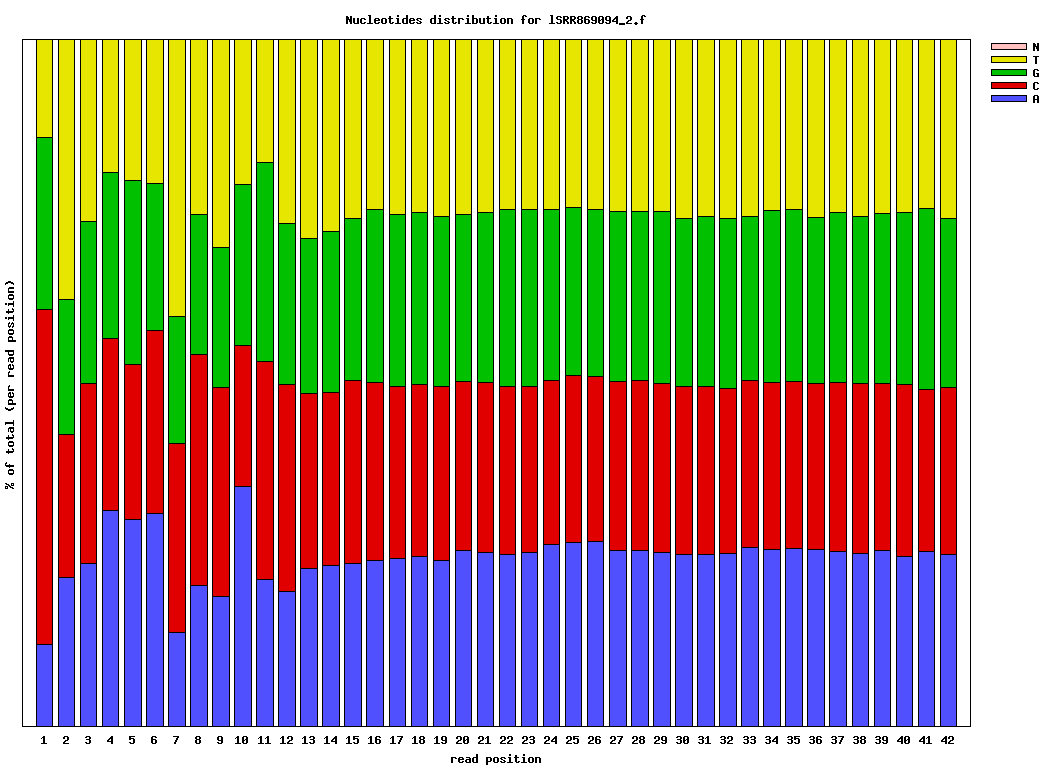 Nucleotides distribution for lSRR869094_2.f
N
T
G
C
A
% of total (per read position)
1 2 3 4 5 6 7 8 9 10 11 12 13 14 15 16 17 18 19 20 21 22 23 24 25 26 27 28 29 30 31 32 33 34 35 36 37 38 39 40 41 42
read position